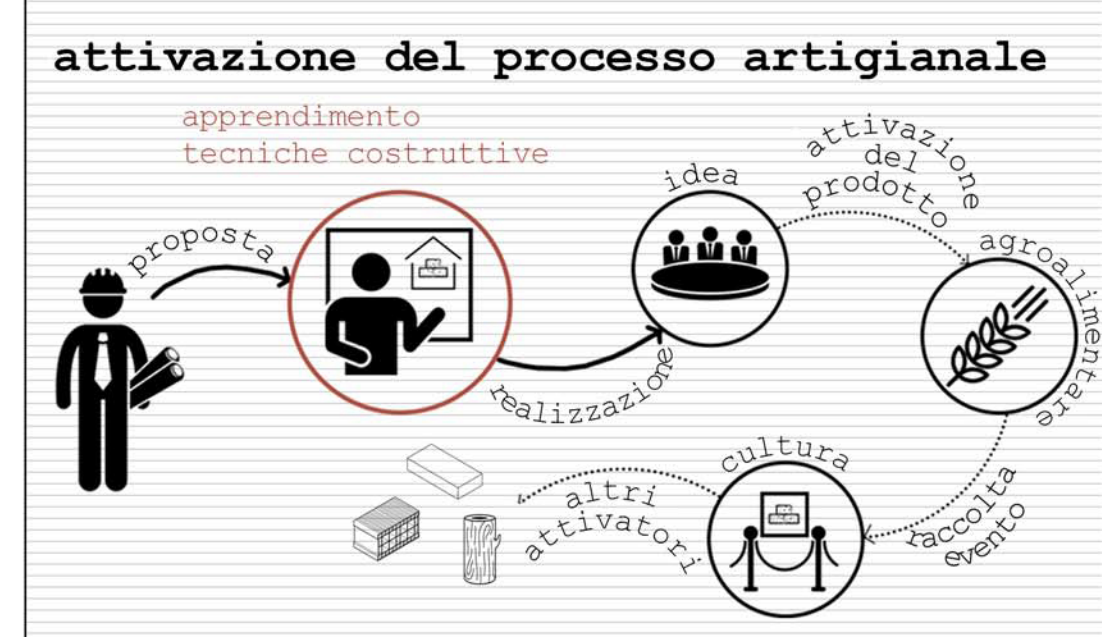 attivazione del processo artigianale
apprendimento
tecniche costruttive
proposta
realizzazione
idea
attivazione
del
prodotto
agroalimentare
raccolta
evento
cultura
altri
attivatori